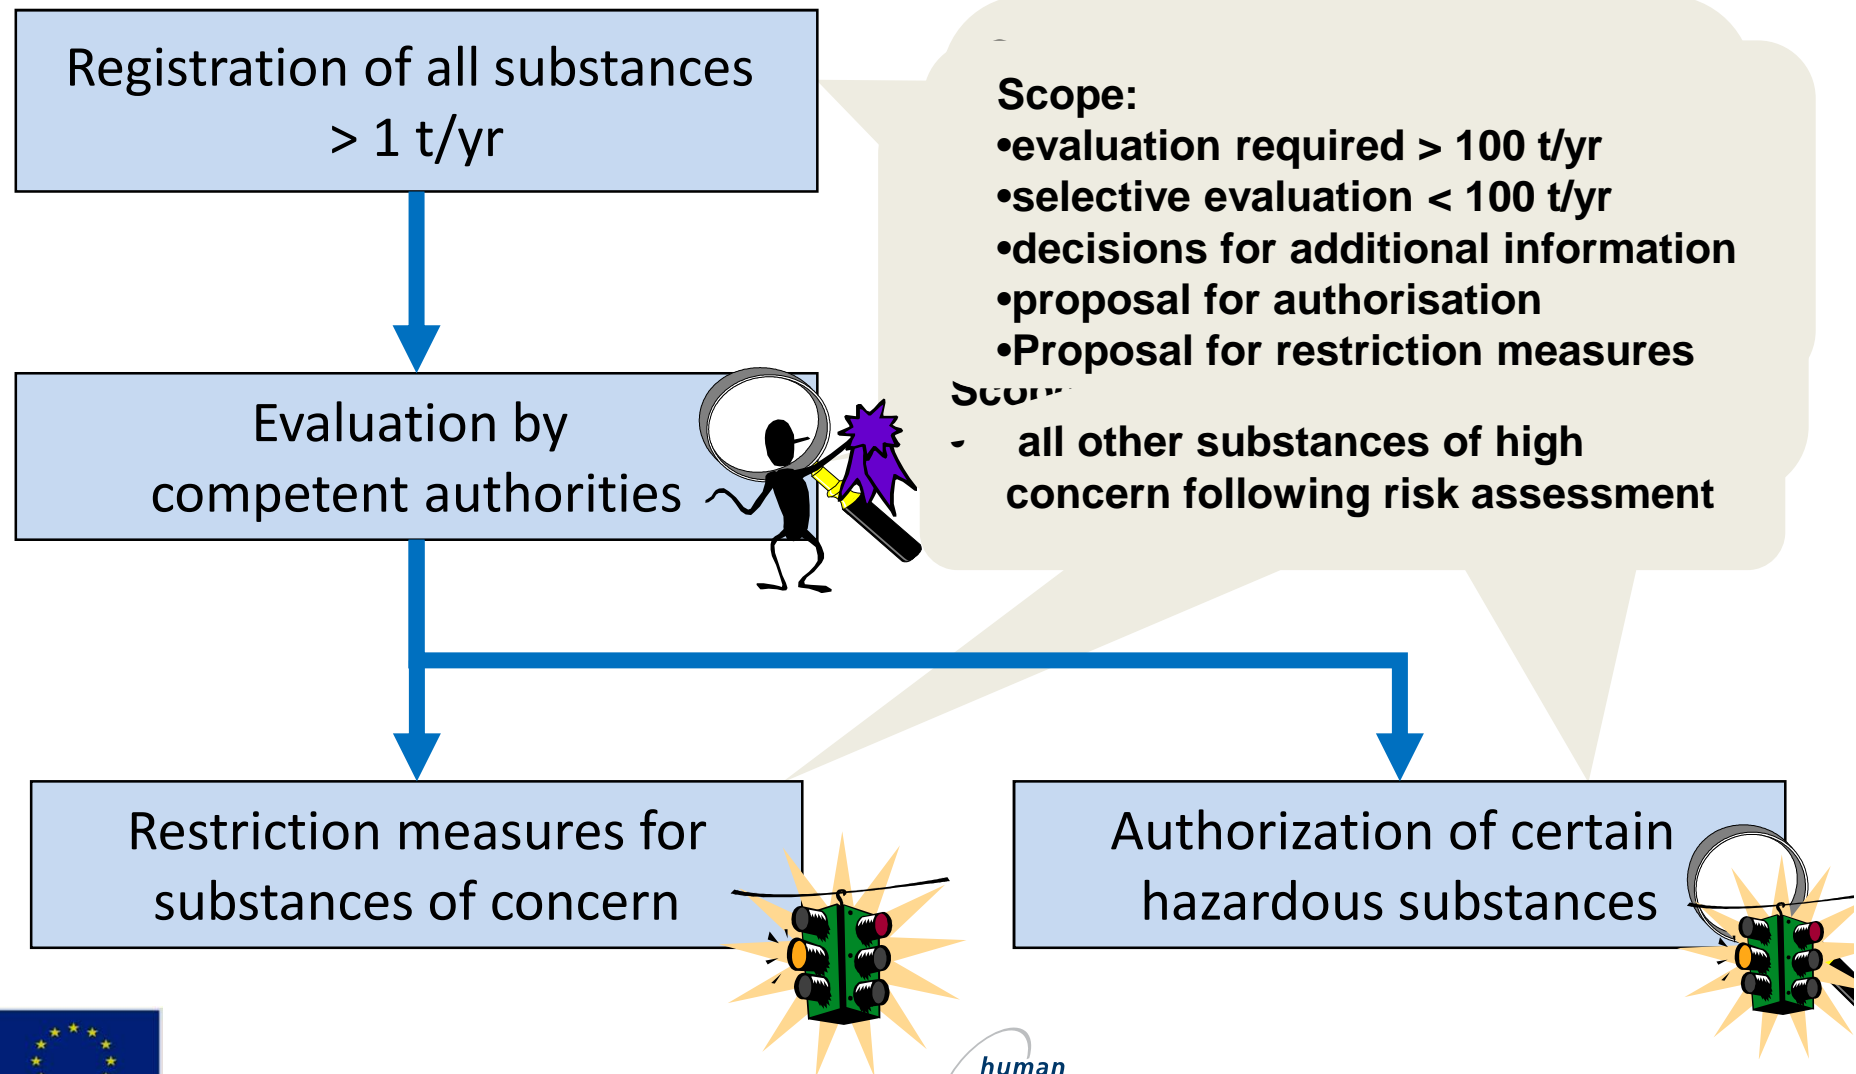 Registration of all substances
> 1 t/yr
Scope:
•evaluation required > 100 t/yr
•selective evaluation < 100 t/yr
•decisions for additional information
•proposal for authorisation
•Proposal for restriction measures
- all other substances of high
concern following risk assessment
Evaluation by
competent authorities
Restriction measures for
substances of concern
Authorization of certain
hazardous substances
human